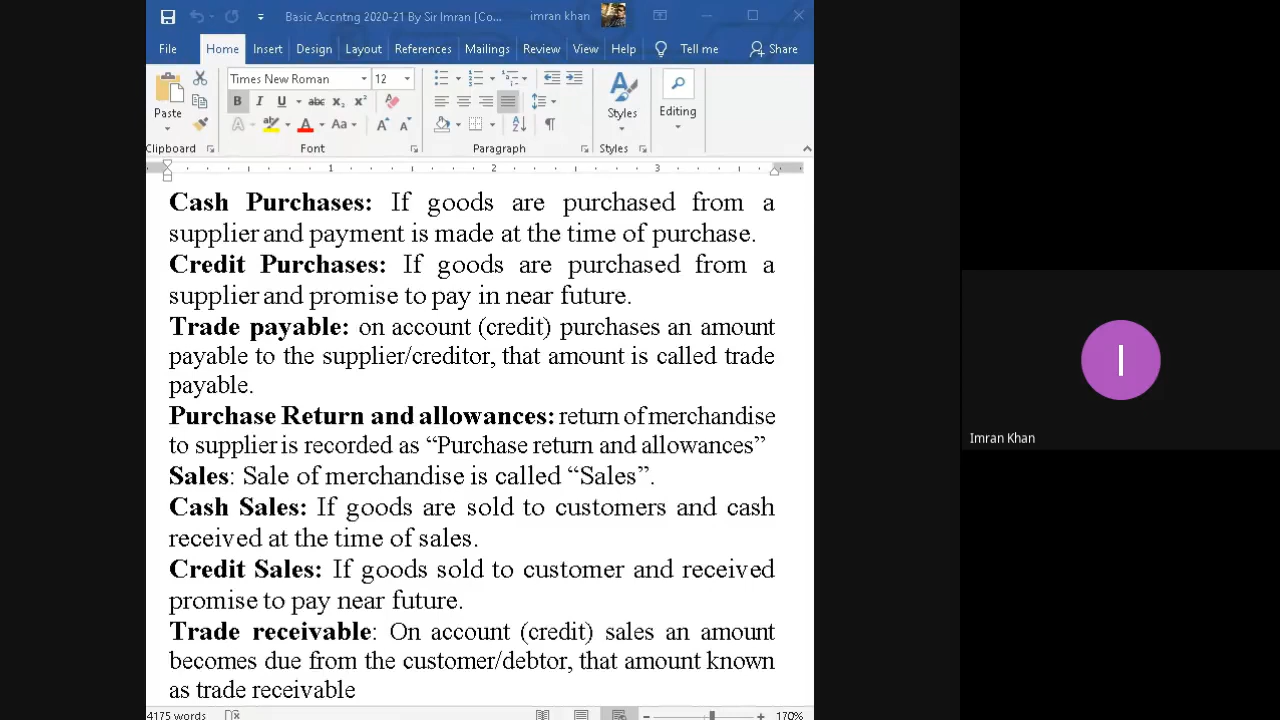 Basic Accntng 2020-21 By Sir Imran [Co...
imran khan
File Home Insert Design Layout References Mailings Review View Help Tell me Share
Times New Roman 12
Paste
B I U abc x₂ x²
Styles
Editing
Aa A A
Clipboard Font Paragraph Styles
1 2 3
Cash Purchases: If goods are purchased from a
supplier and payment is made at the time of purchase.
Credit Purchases: If goods are purchased from a
supplier and promise to pay in near future.
Trade payable: on account (credit) purchases an amount
payable to the supplier/creditor, that amount is called trade
payable.
Purchase Return and allowances: return of merchandise
to supplier is recorded as “Purchase return and allowances”
Sales: Sale of merchandise is called “Sales”.
Cash Sales: If goods are sold to customers and cash
received at the time of sales.
Credit Sales: If goods sold to customer and received
promise to pay near future.
Trade receivable: On account (credit) sales an amount
becomes due from the customer/debtor, that amount known
as trade receivable
4175 words
170%
I
Imran Khan